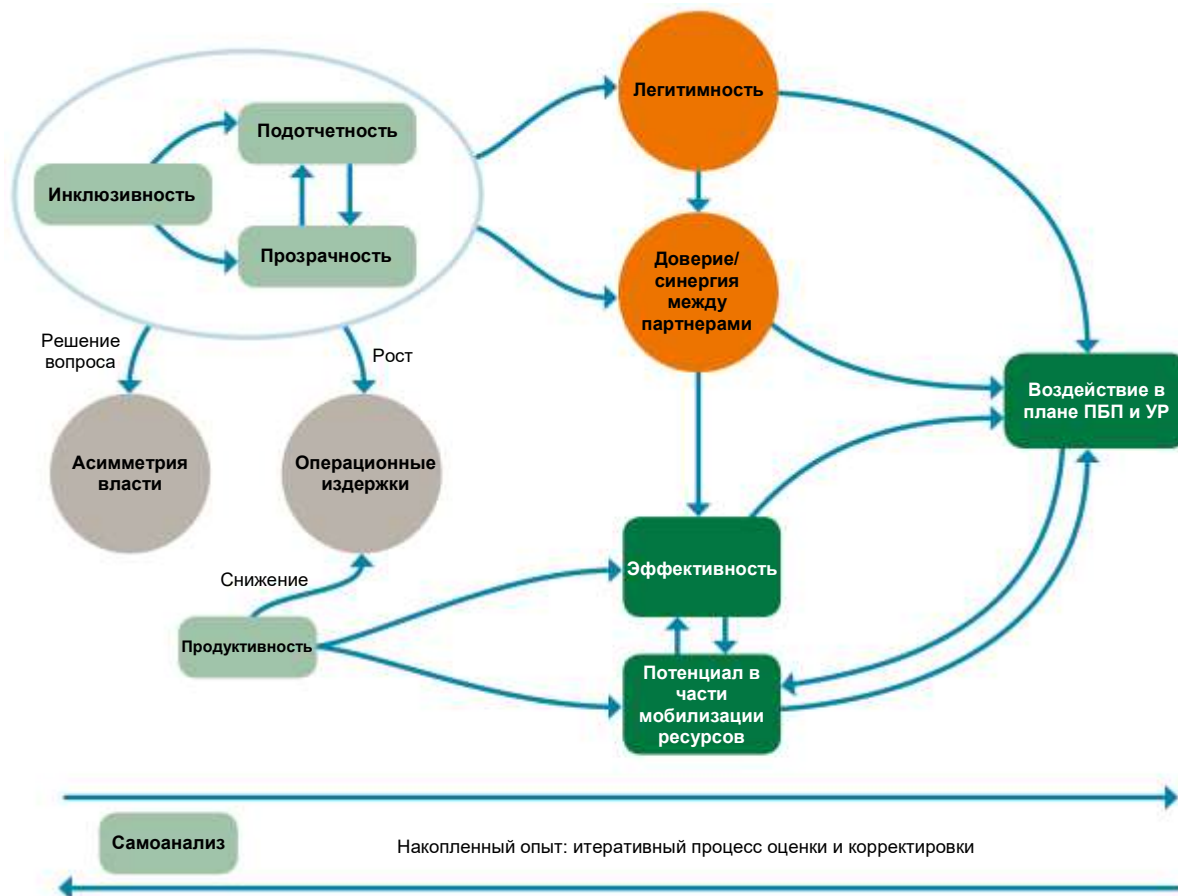 Легитимность
Подотчетность
Инклюзивность
Прозрачность
Доверие/
синергия
между
партнерами
Решение
вопроса
Рост
Воздействие в
плане ПБП и УР
Асимметрия
власти
Операционные
издержки
Снижение
Эффективность
Продуктивность
Потенциал в
части
мобилизации
ресурсов
Самоанализ
Накопленный опыт: итеративный процесс оценки и корректировки